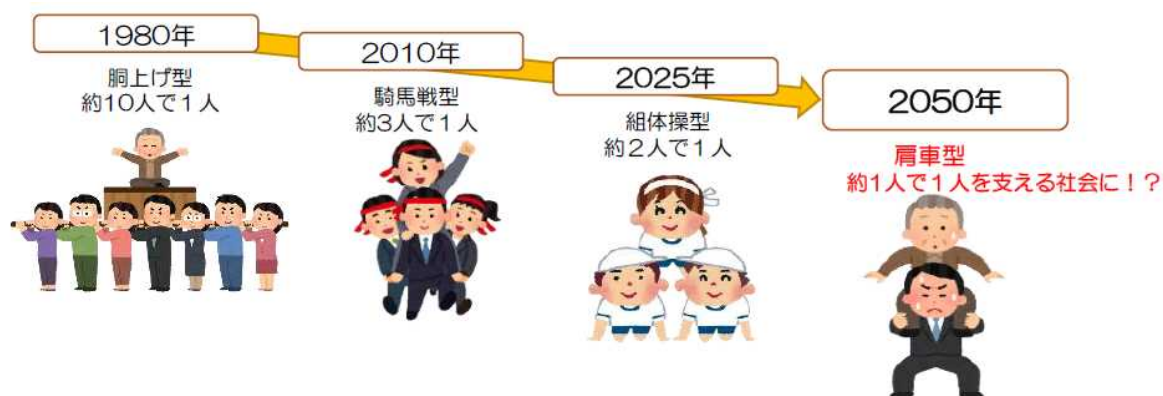 1980年
胴上げ型
約10人で１人
2010年
騎馬戦型
約3人で１人
2025年
組体操型
約２人で１人
2050年
肩車型
約1人で１人を支える社会に！？